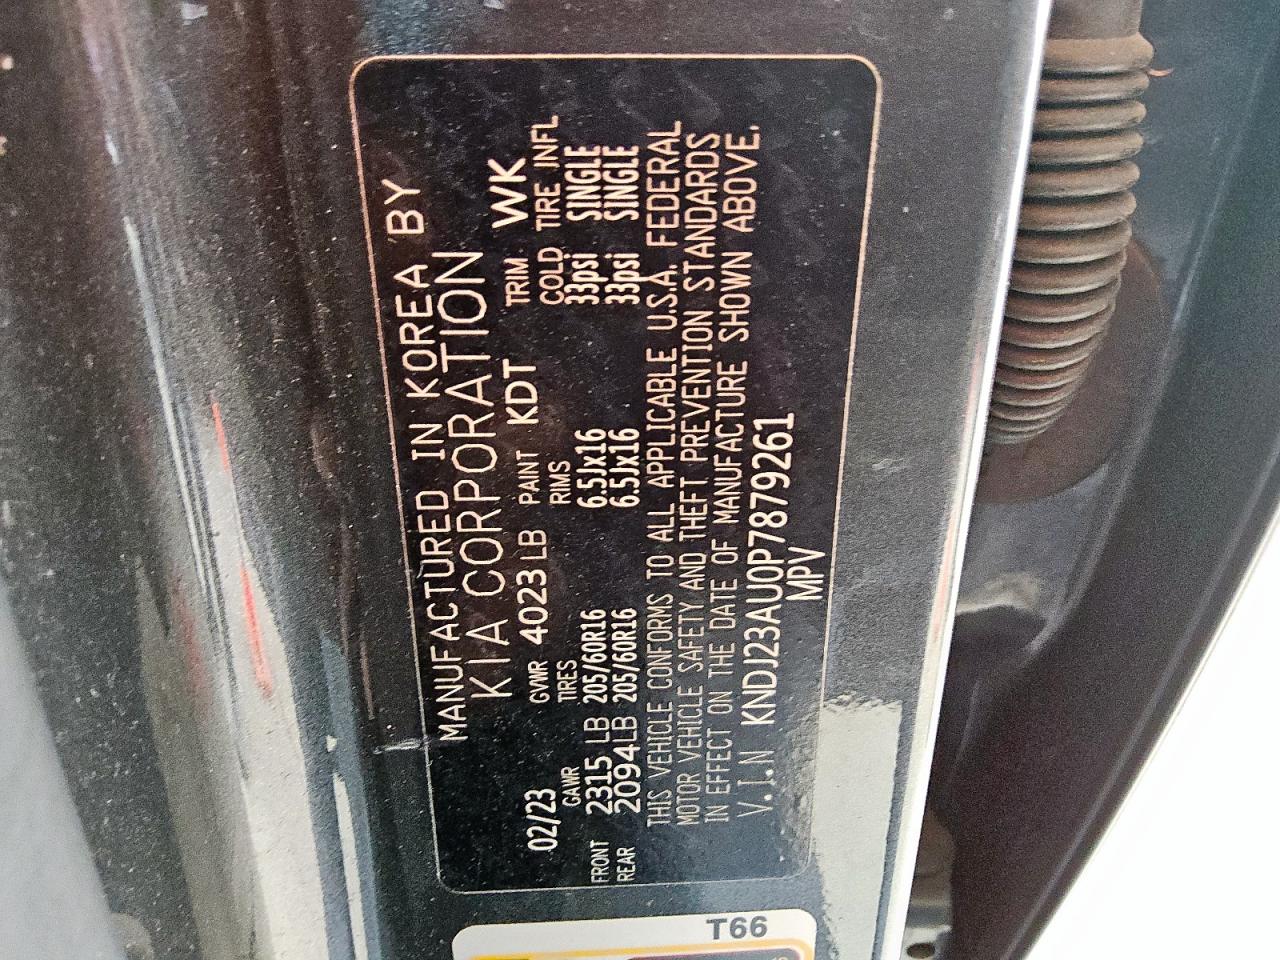 MANUFACTURED IN KOREA BY
KIA CORPORATION
02/23 GVWR 4023 LB PAINT KDT TRIM WK
GAWR TIRES RIMS COLD TIRE INFL
FRONT 2315 LB 205/60R16 6.5Jx16 33psi SINGLE
REAR 2094LB 205/60R16 6.5Jx16 33psi SINGLE
THIS VEHICLE CONFORMS TO ALL APPLICABLE U.S.A. FEDERAL
MOTOR VEHICLE SAFETY AND THEFT PREVENTION STANDARDS
IN EFFECT ON THE DATE OF MANUFACTURE SHOWN ABOVE.
V.I.N KNDJ23AU0P7879261
MPV
T66